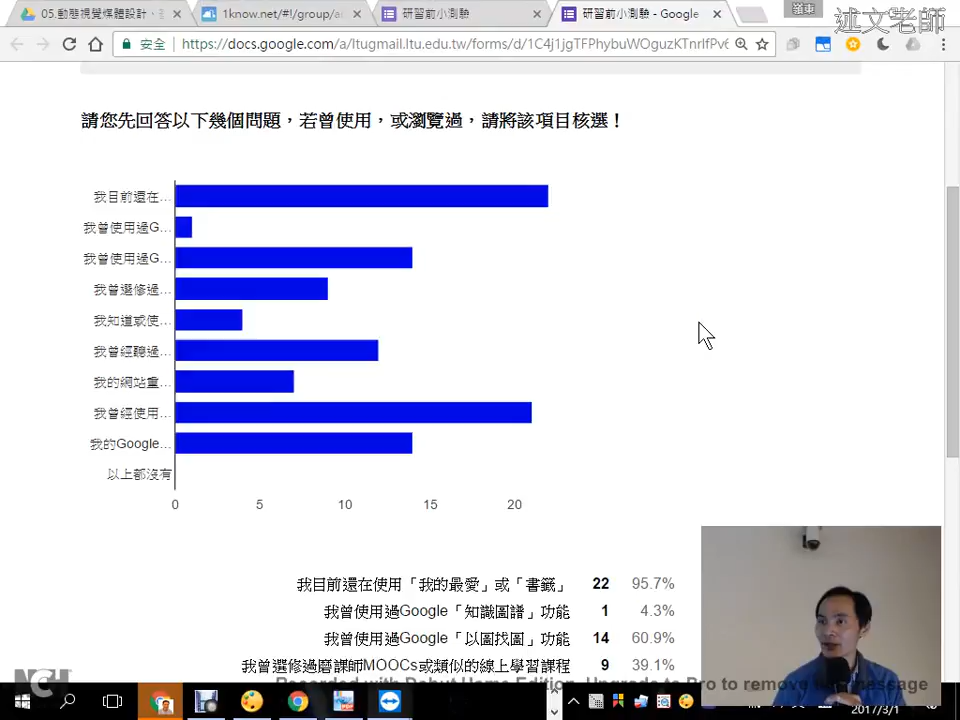 05.動態視覺媒體設計、
1know.net/#!/group/ac
研習前小測驗
研習前小測驗 - Google
述文老師
安全
https://docs.google.com/a/ltugmail.ltu.edu.tw/forms/d/1C4j1jgTFPhybuWOguzKTnrIfPv6
請您先回答以下幾個問題，若曾使用，或瀏覽過，請將該項目核選！
我目前還在...
我曾使用過G...
我曾使用過G...
我曾選修過...
我知道或使...
我曾經聽過...
我的網站重...
我曾經使用...
我的Google...
以上都沒有
0 5 10 15 20
我目前還在使用「我的最愛」或「書籤」 22 95.7%
我曾使用過Google「知識圖譜」功能 1 4.3%
我曾使用過Google「以圖找圖」功能 14 60.9%
我曾選修過磨課師MOOCs或類似的線上學習課程 9 39.1%
NCH
Recorded with Debut Home Edition. Upgrade to Pro to remove this message
2017/3/1